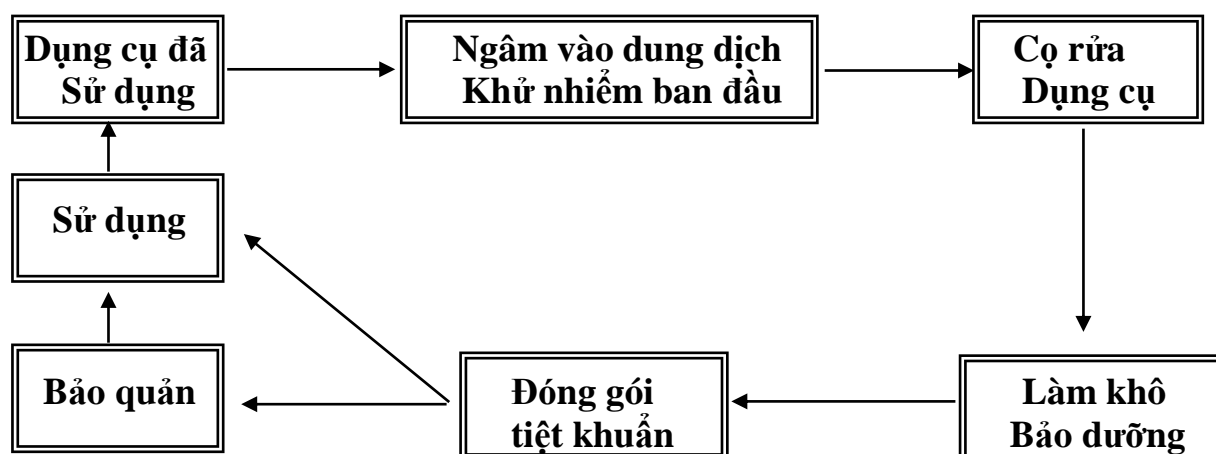 Dụng cụ đã
Sử dụng
Ngâm vào dung dịch
Khử nhiểm ban đầu
Cọ rửa
Dụng cụ
Sử dụng
Bảo quản
Đóng gói
tiệt khuẩn
Làm khô
Bảo dưỡng